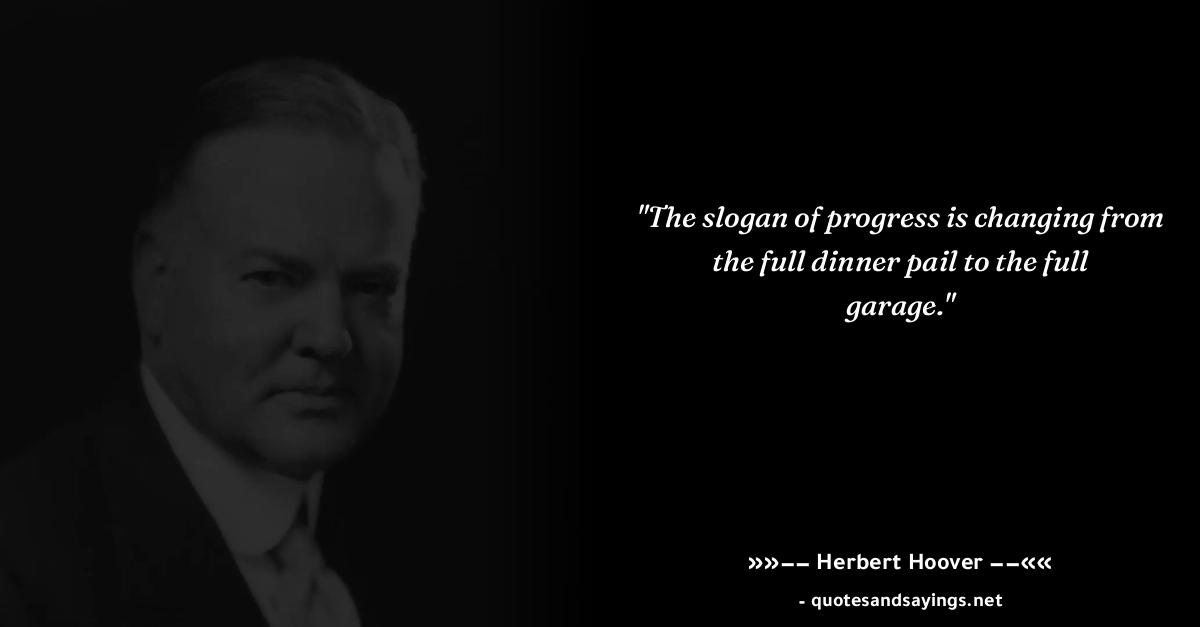 "The slogan of progress is changing from
the full dinner pail to the full
garage."
»»−− Herbert Hoover −−««
- quotesandsayings.net